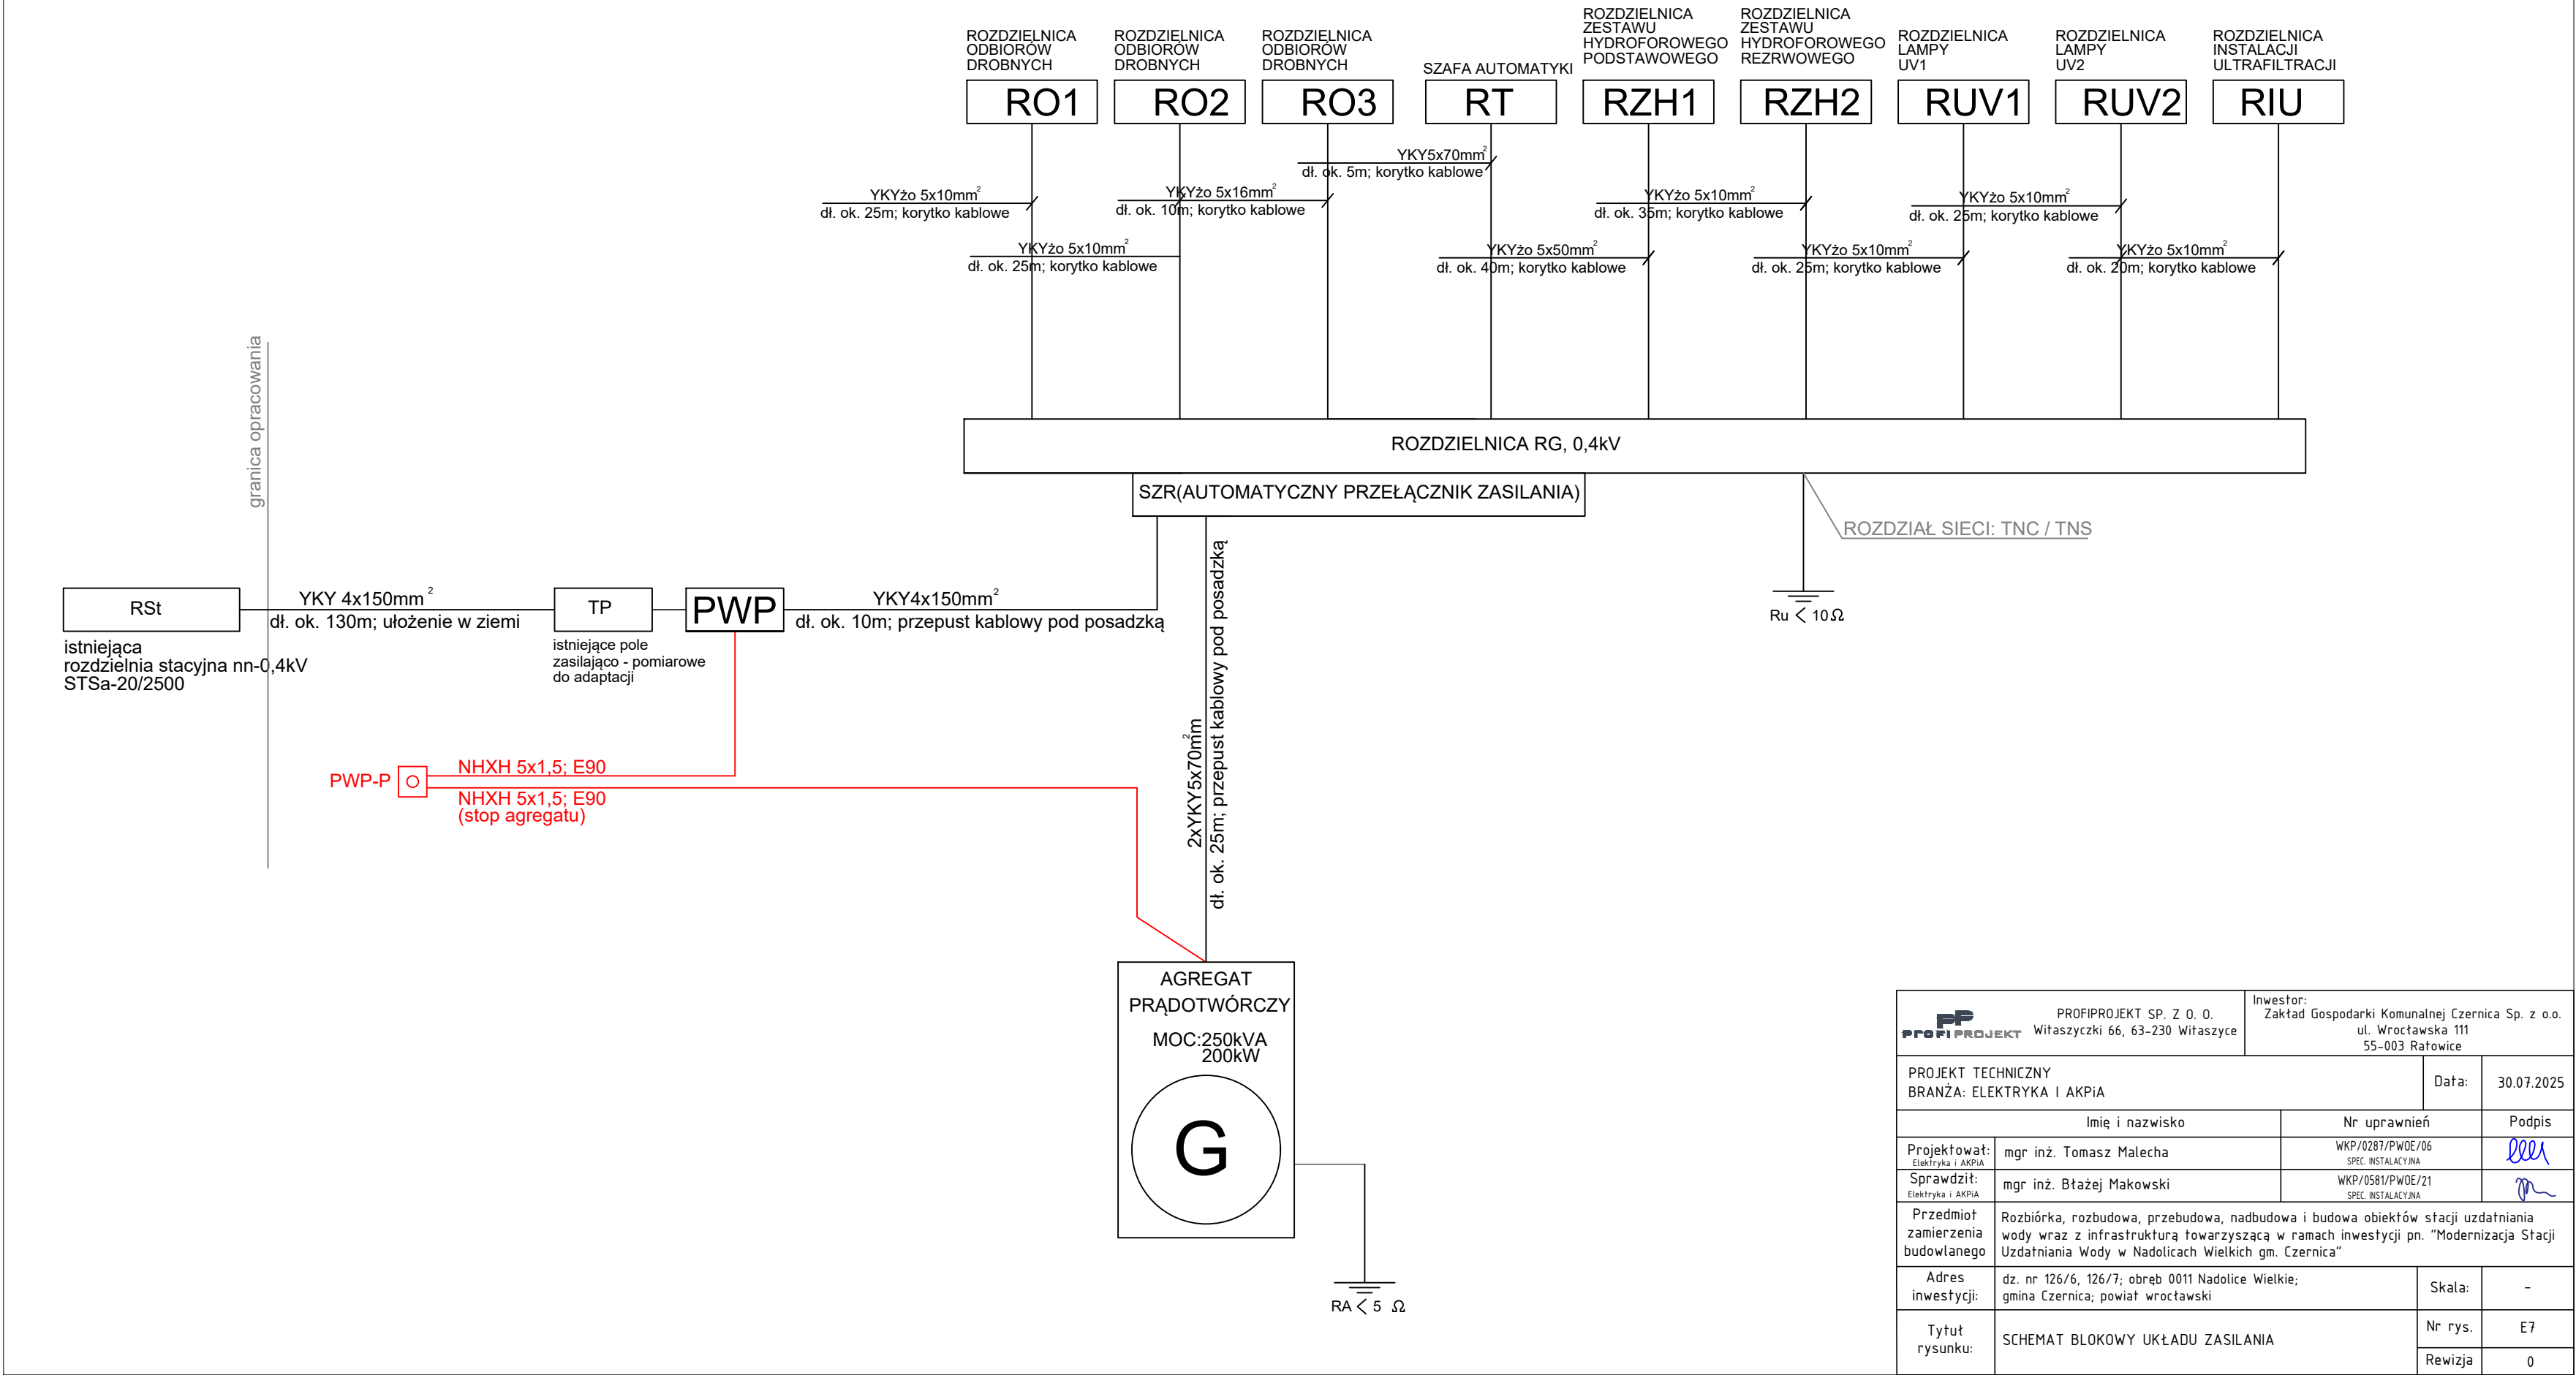 ROZDZIELNICA
ODBIORÓW
DROBNYCH
RO1
ROZDZIELNICA
ODBIORÓW
DROBNYCH
RO2
ROZDZIELNICA
ODBIORÓW
DROBNYCH
RO3
SZAFA AUTOMATYKI
RT
ROZDZIELNICA
ZESTAWU
HYDROFOROWEGO
PODSTAWOWEGO
RZH1
ROZDZIELNICA
ZESTAWU
HYDROFOROWEGO
REZRWOWEGO
RZH2
ROZDZIELNICA
LAMPY
UV1
RUV1
ROZDZIELNICA
LAMPY
UV2
RUV2
ROZDZIELNICA
INSTALACJI
ULTRAFILTRACJI
RIU
YKYżo 5x10mm²
dł. ok. 25m; korytko kablowe
YKYżo 5x10mm²
dł. ok. 25m; korytko kablowe
YKYżo 5x16mm²
dł. ok. 10m; korytko kablowe
YKY5x70mm²
dł. ok. 5m; korytko kablowe
YKYżo 5x50mm²
dł. ok. 40m; korytko kablowe
YKYżo 5x10mm²
dł. ok. 35m; korytko kablowe
YKYżo 5x10mm²
dł. ok. 25m; korytko kablowe
YKYżo 5x10mm²
dł. ok. 25m; korytko kablowe
YKYżo 5x10mm²
dł. ok. 20m; korytko kablowe
ROZDZIELNICA RG, 0,4kV
SZR(AUTOMATYCZNY PRZEŁĄCZNIK ZASILANIA)
ROZDZIAŁ SIECI: TNC / TNS
Ru < 10Ω
granica opracowania
RSt
istniejąca
rozdzielnia stacyjna nn-0,4kV
STSa-20/2500
YKY 4x150mm²
dł. ok. 130m; ułożenie w ziemi
TP
istniejące pole
zasilająco - pomiarowe
do adaptacji
PWP
YKY4x150mm²
dł. ok. 10m; przepust kablowy pod posadzką
PWP-P
NHXH 5x1,5; E90
NHXH 5x1,5; E90
(stop agregatu)
2xYKY5x70mm²
dł. ok. 25m; przepust kablowy pod posadzką
AGREGAT
PRĄDOTWÓRCZY
MOC:250kVA
200kW
G
RA < 5 Ω
PP
PROFIPROJEKT
PROFIPROJEKT SP. Z O. O.
Witaszyczki 66, 63-230 Witaszyce
Inwestor:
Zakład Gospodarki Komunalnej Czernica Sp. z o.o.
ul. Wrocławska 111
55-003 Ratowice
PROJEKT TECHNICZNY
BRANŻA: ELEKTRYKA I AKPiA
Data: 30.07.2025
Imię i nazwisko Nr uprawnień Podpis
Projektował: mgr inż. Tomasz Malecha WKP/0287/PWOE/06
Elektryka i AKPiA SPEC. INSTALACYJNA
Sprawdził: mgr inż. Błażej Makowski WKP/0581/PWOE/21
Elektryka i AKPiA SPEC. INSTALACYJNA
Przedmiot
zamierzenia
budowlanego
Rozbiórka, rozbudowa, przebudowa, nadbudowa i budowa obiektów stacji uzdatniania
wody wraz z infrastrukturą towarzyszącą w ramach inwestycji pn. "Modernizacja Stacji
Uzdatniania Wody w Nadolicach Wielkich gm. Czernica"
Adres
inwestycji:
dz. nr 126/6, 126/7; obręb 0011 Nadolice Wielkie;
gmina Czernica; powiat wrocławski
Skala: -
Tytuł
rysunku:
SCHEMAT BLOKOWY UKŁADU ZASILANIA
Nr rys. E7
Rewizja 0